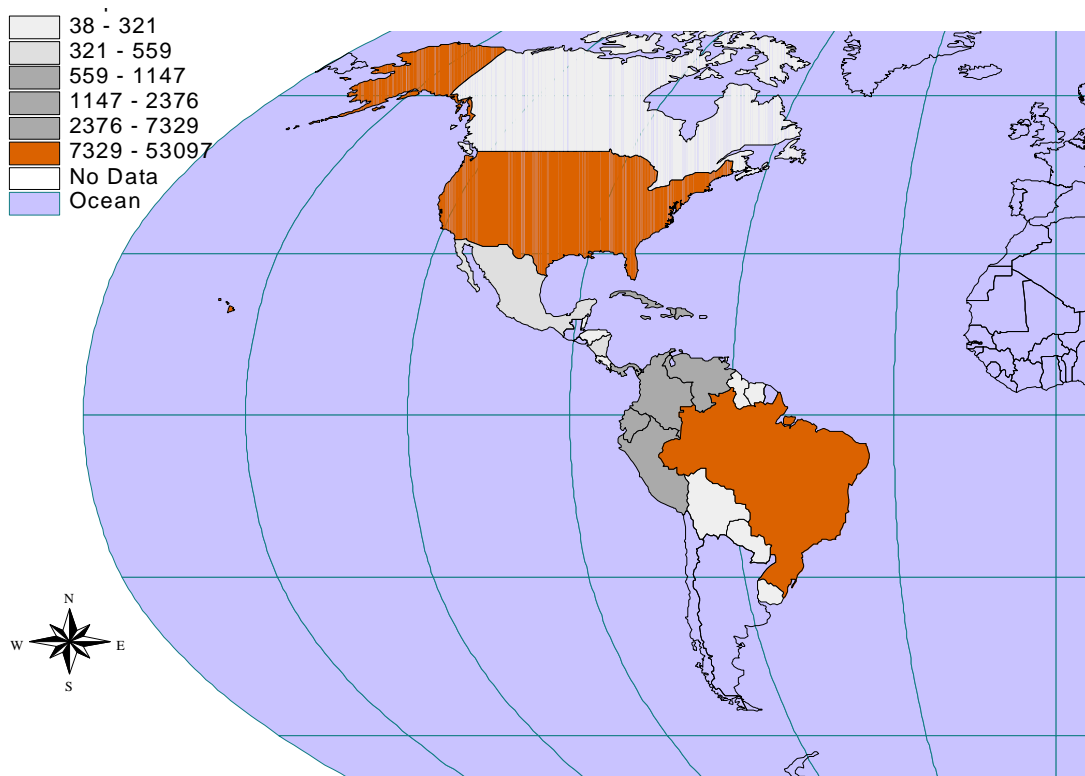 38 - 321
321 - 559
559 - 1147
1147 - 2376
2376 - 7329
7329 - 53097
No Data
Ocean
N
W E
S